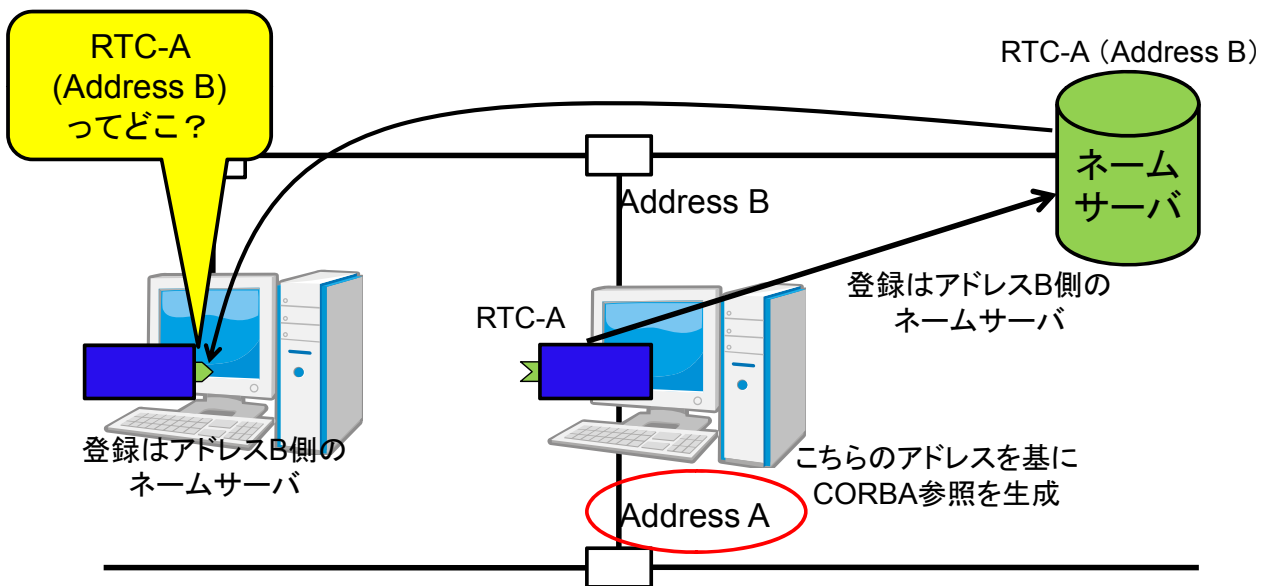 RTC-A
(Address B)
ってどこ？
RTC-A（Address B）
ネーム
サーバ
Address B
登録はアドレスB側の
ネームサーバ
RTC-A
登録はアドレスB側の
ネームサーバ
こちらのアドレスを基に
CORBA参照を生成
Address A